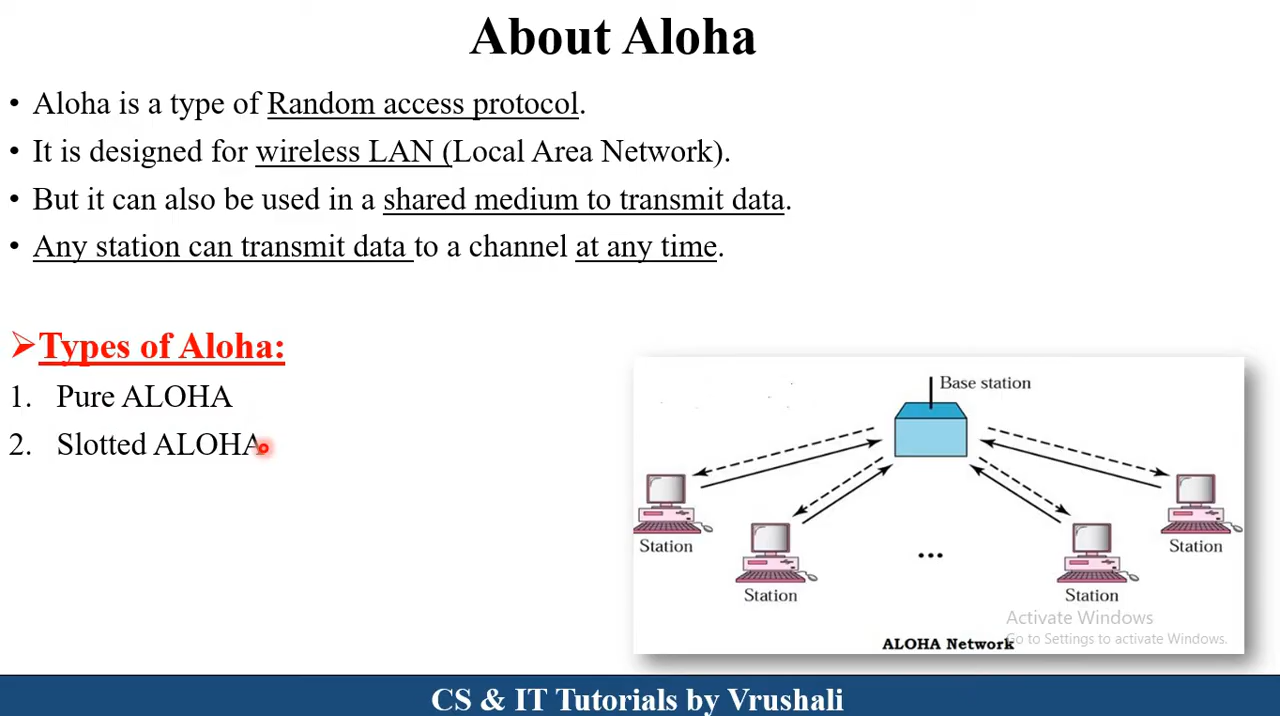 About Aloha
• Aloha is a type of Random access protocol.
• It is designed for wireless LAN (Local Area Network).
• But it can also be used in a shared medium to transmit data.
• Any station can transmit data to a channel at any time.
➢Types of Aloha:
1. Pure ALOHA
2. Slotted ALOHA
Base station
Station
Station
Station
Station
...
Activate Windows
Go to Settings to activate Windows.
ALOHA Network
CS & IT Tutorials by Vrushali